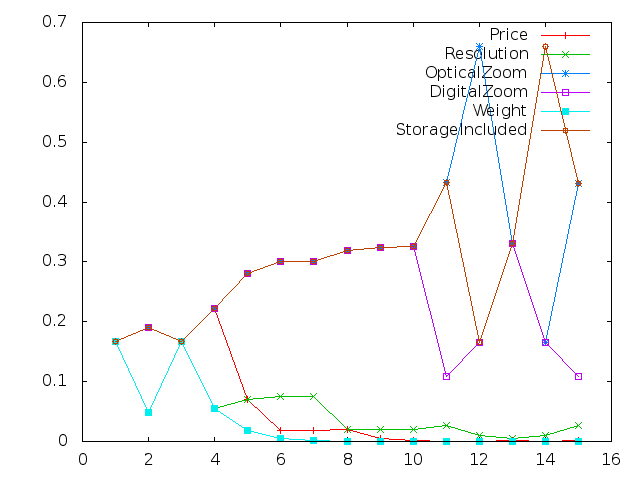 0.7
0.6
0.5
0.4
0.3
0.2
0.1
0
0 2 4 6 8 10 12 14 16
Price
Resolution
OpticalZoom
DigitalZoom
Weight
StorageIncluded